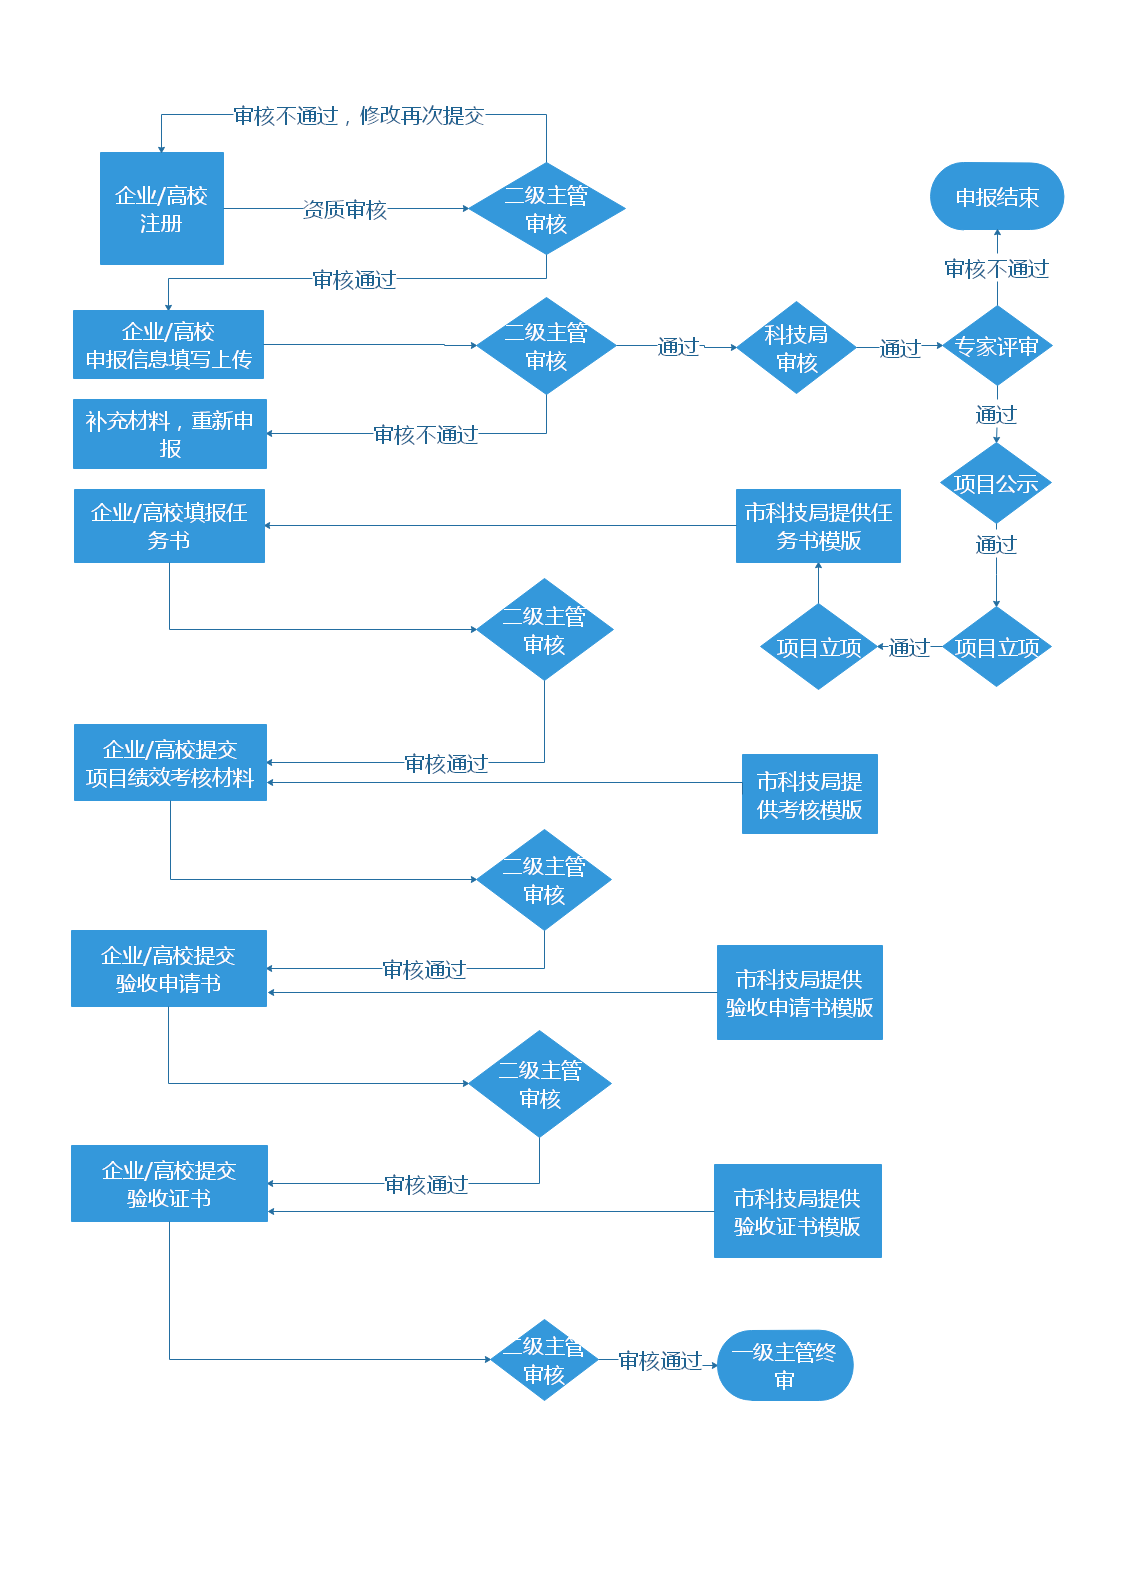 审核不通过，修改再次提交
企业/高校
注册
资质审核
二级主管
审核
申报结束
审核通过
审核不通过
企业/高校
申报信息填写上传
二级主管
审核
通过
科技局
审核
通过
专家评审
补充材料，重新申
报
审核不通过
通过
项目公示
企业/高校填报任
务书
市科技局提供任
务书模版
通过
二级主管
审核
项目立项
通过
项目立项
企业/高校提交
项目绩效考核材料
审核通过
市科技局提
供考核模版
二级主管
审核
企业/高校提交
验收申请书
审核通过
市科技局提供
验收申请书模版
二级主管
审核
企业/高校提交
验收证书
审核通过
市科技局提供
验收证书模版
二级主管
审核
审核通过
一级主管终
审